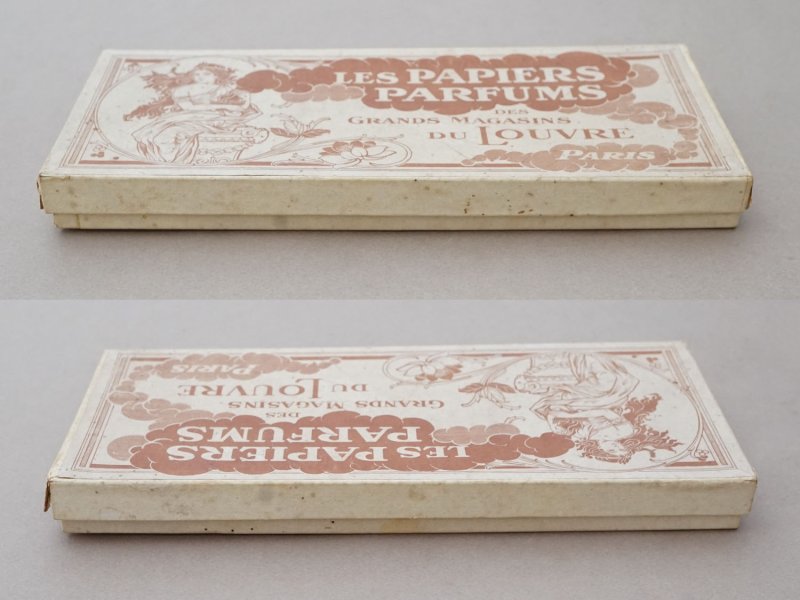 LES PAPIERS
PARFUMS
DES
GRANDS MAGASINS
DU LOUVRE
PARIS
LES PAPIERS
PARFUMS
DES
GRANDS MAGASINS
DU LOUVRE
PARIS